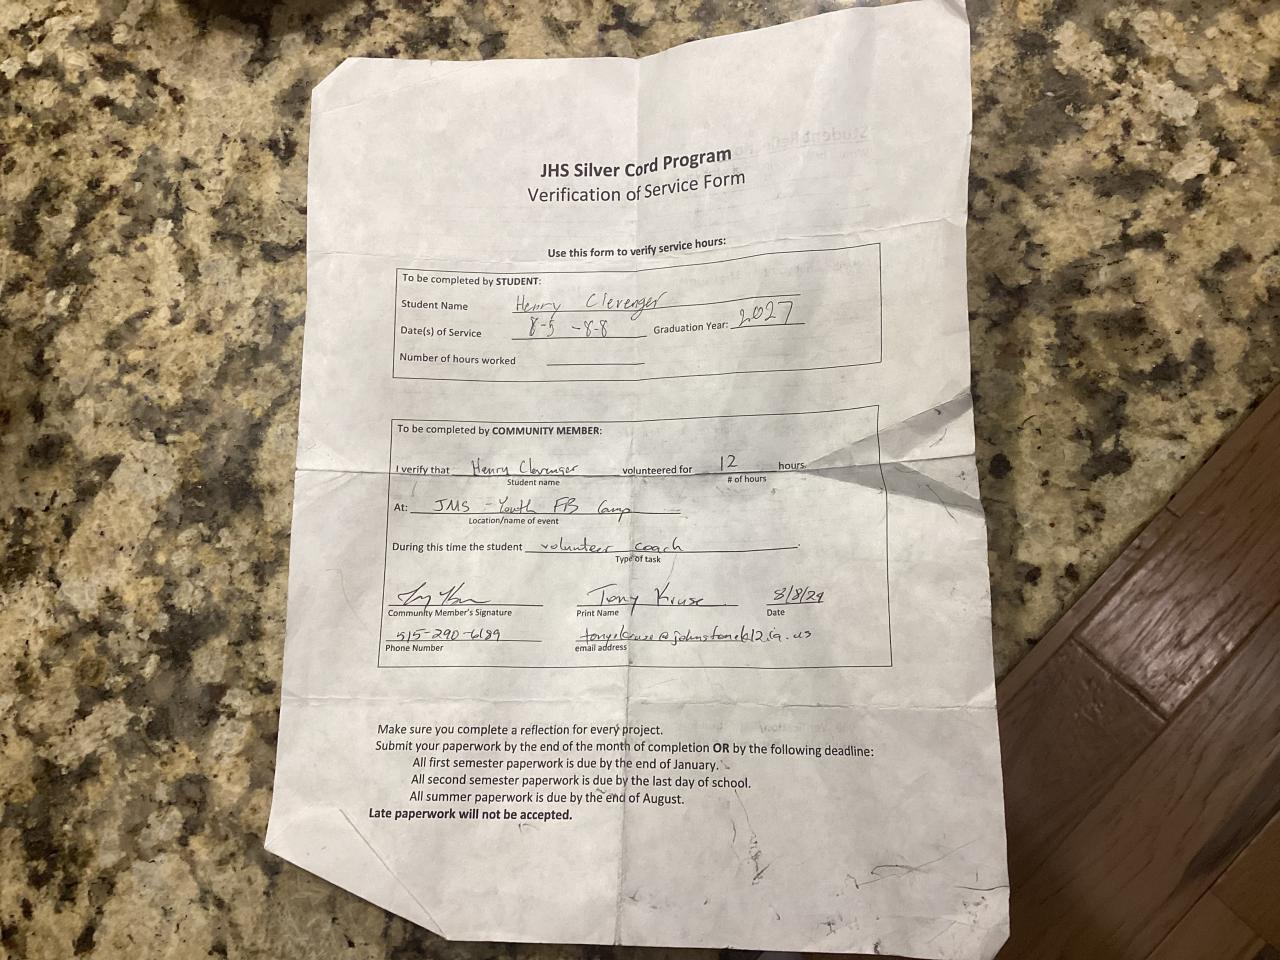 JHS Silver Cord Program
Verification of Service Form
Use this form to verify service hours:
To be completed by STUDENT:
Student Name Henry Clevenger
Date(s) of Service 8-5 -8-8 Graduation Year: 2027
Number of hours worked
To be completed by COMMUNITY MEMBER:
I verify that Henry Clevenger volunteered for 12 hours.
Student name # of hours
At: JMS - Youth FB Camp
Location/name of event
During this time the student volunteer coach
Type of task
Tony Kruse 8/8/24
Community Member's Signature Print Name Date
515-290-6189
Phone Number email address
Make sure you complete a reflection for every project.
Submit your paperwork by the end of the month of completion OR by the following deadline:
All first semester paperwork is due by the end of January.
All second semester paperwork is due by the last day of school.
All summer paperwork is due by the end of August.
Late paperwork will not be accepted.